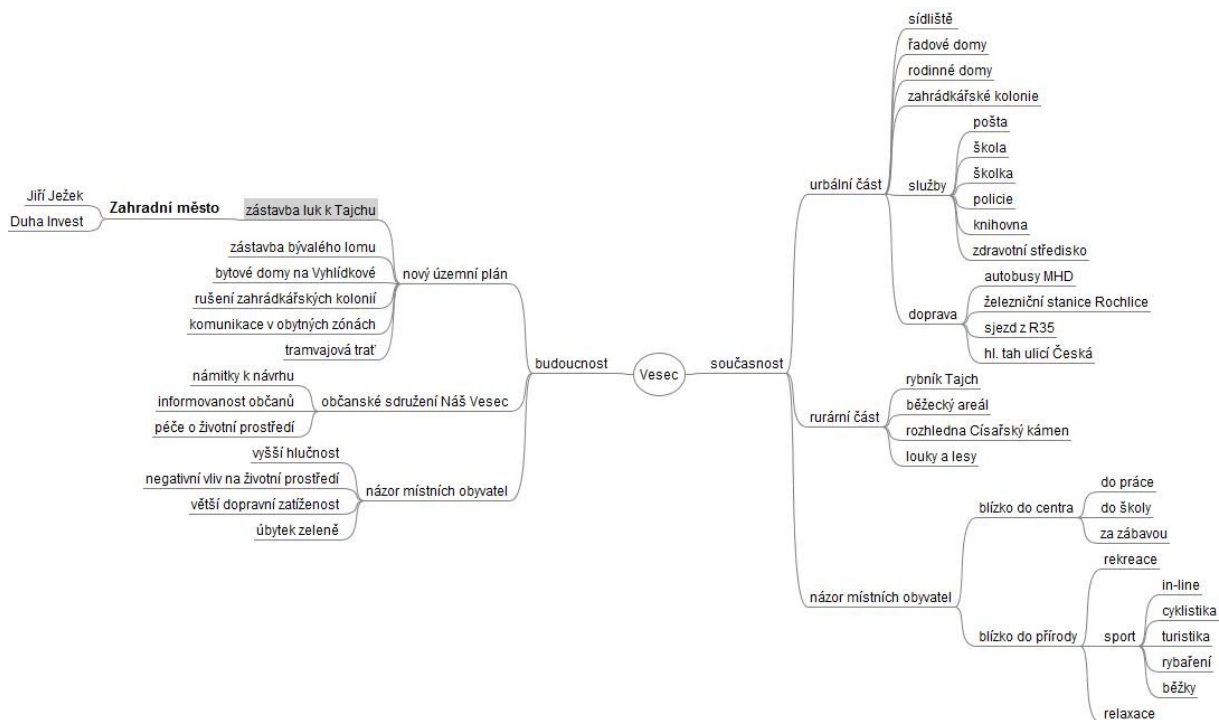 Vesec
budoucnost
nový územní plán
zástavba luk k Tajchu
Zahradní město
Jiří Ježek
Duha Invest
zástavba bývalého lomu
bytové domy na Vyhlídkové
rušení zahrádkářských kolonií
komunikace v obytných zónách
tramvajová trať
občanské sdružení Náš Vesec
námitky k návrhu
informovanost občanů
péče o životní prostředí
názor místních obyvatel
vyšší hlučnost
negativní vliv na životní prostředí
větší dopravní zatíženost
úbytek zeleně
současnost
urbální část
sídliště
řadové domy
rodinné domy
zahrádkářské kolonie
služby
pošta
škola
školka
policie
knihovna
zdravotní středisko
doprava
autobusy MHD
železniční stanice Rochlice
sjezd z R35
hl. tah ulicí Česká
rurární část
rybník Tajch
běžecký areál
rozhledna Císařský kámen
louky a lesy
názor místních obyvatel
blízko do centra
do práce
do školy
za zábavou
blízko do přírody
rekreace
sport
in-line
cyklistika
turistika
rybaření
běžky
relaxace